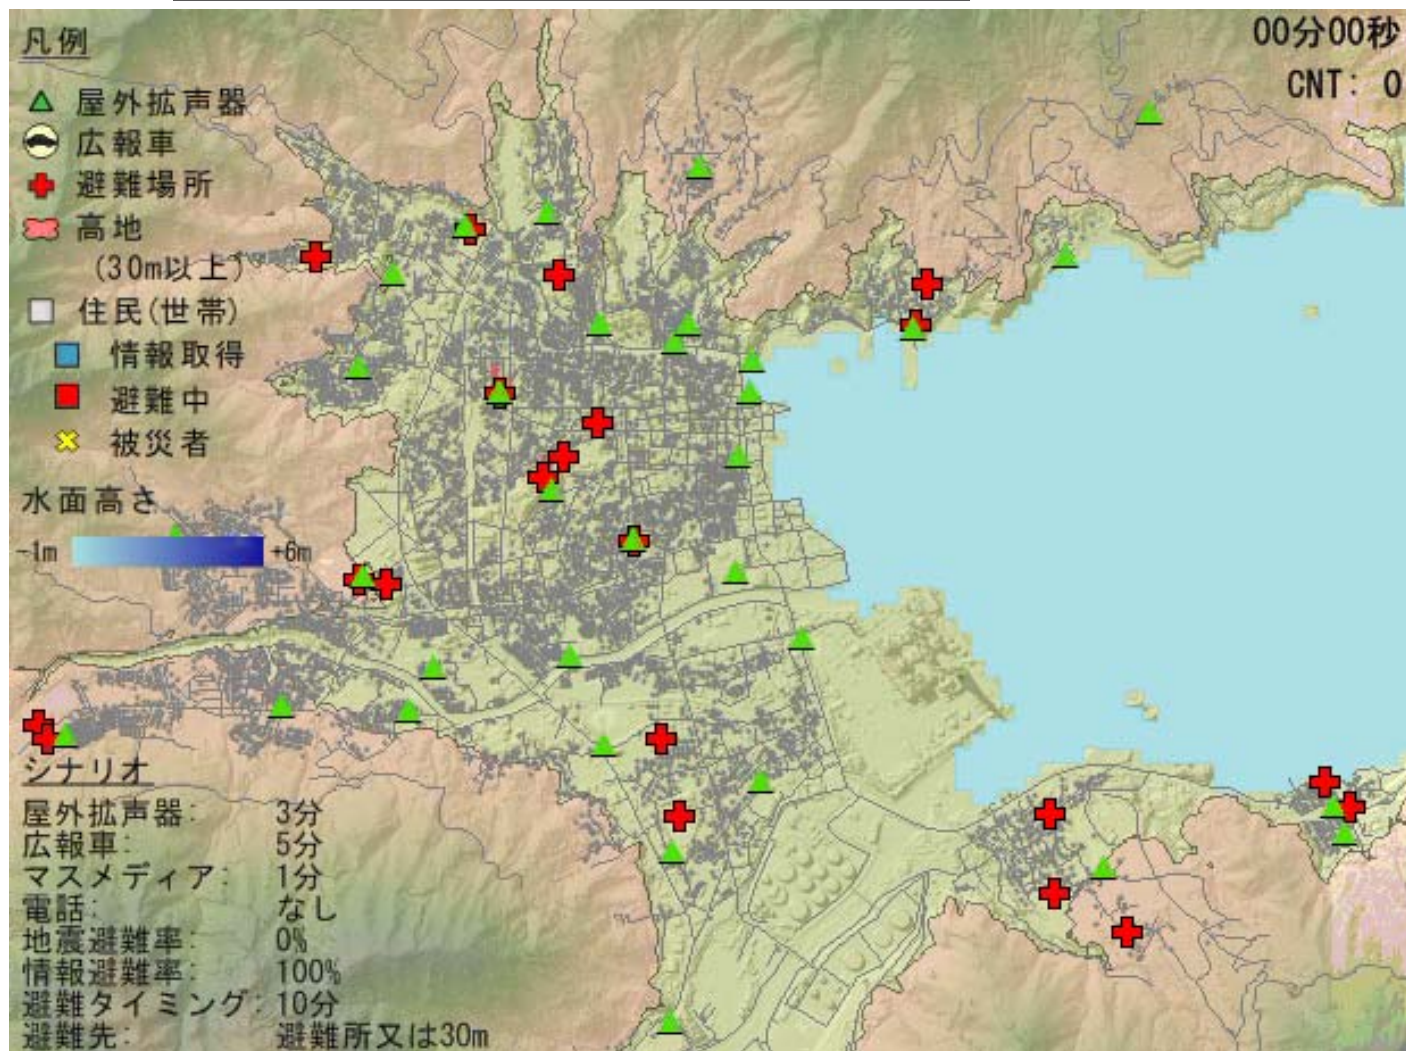 凡例
00分00秒
CNT: 0
屋外拡声器
広報車
避難場所
高地
(30m以上)
住民(世帯)
情報取得
避難中
被災者
水面高さ
-1m +6m
シナリオ
屋外拡声器: 3分
広報車: 5分
マスメディア: 1分
電話: なし
地震避難率: 0%
情報避難率: 100%
避難タイミング: 10分
避難先: 避難所又は30m